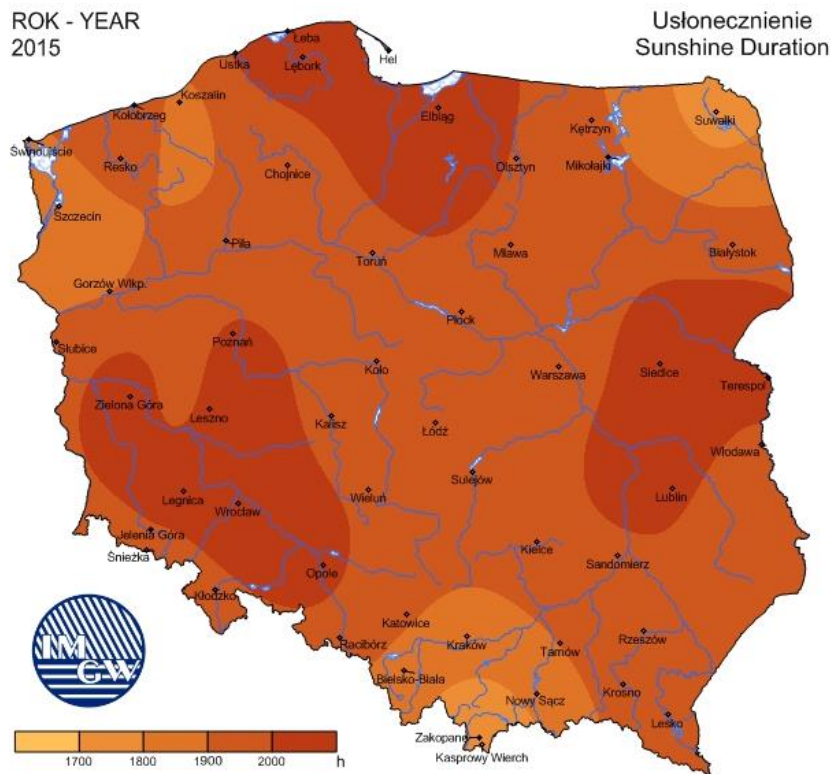 ROK - YEAR
2015
Usłonecznienie
Sunshine Duration
Łeba
Ustka
Lębork
Hel
Koszalin
Kołobrzeg
Elbląg
Kętrzyn
Suwałki
Świnoujście
Resko
Chojnice
Olsztyn
Mikołajki
Szczecin
Piła
Toruń
Mława
Białystok
Gorzów Wlkp.
Płock
Słubice
Poznań
Koło
Warszawa
Siedlce
Terespol
Zielona Góra
Leszno
Kalisz
Łódź
Włodawa
Sulejów
Legnica
Wrocław
Wieluń
Lublin
Jelenia Góra
Śnieżka
Kielce
Sandomierz
Opole
Kłodzko
Katowice
Kraków
Racibórz
Tarnów
Rzeszów
Bielsko-Biała
Nowy Sącz
Krosno
Lesko
Zakopane
Kasprowy Wierch
IM
GW
1700 1800 1900 2000 h